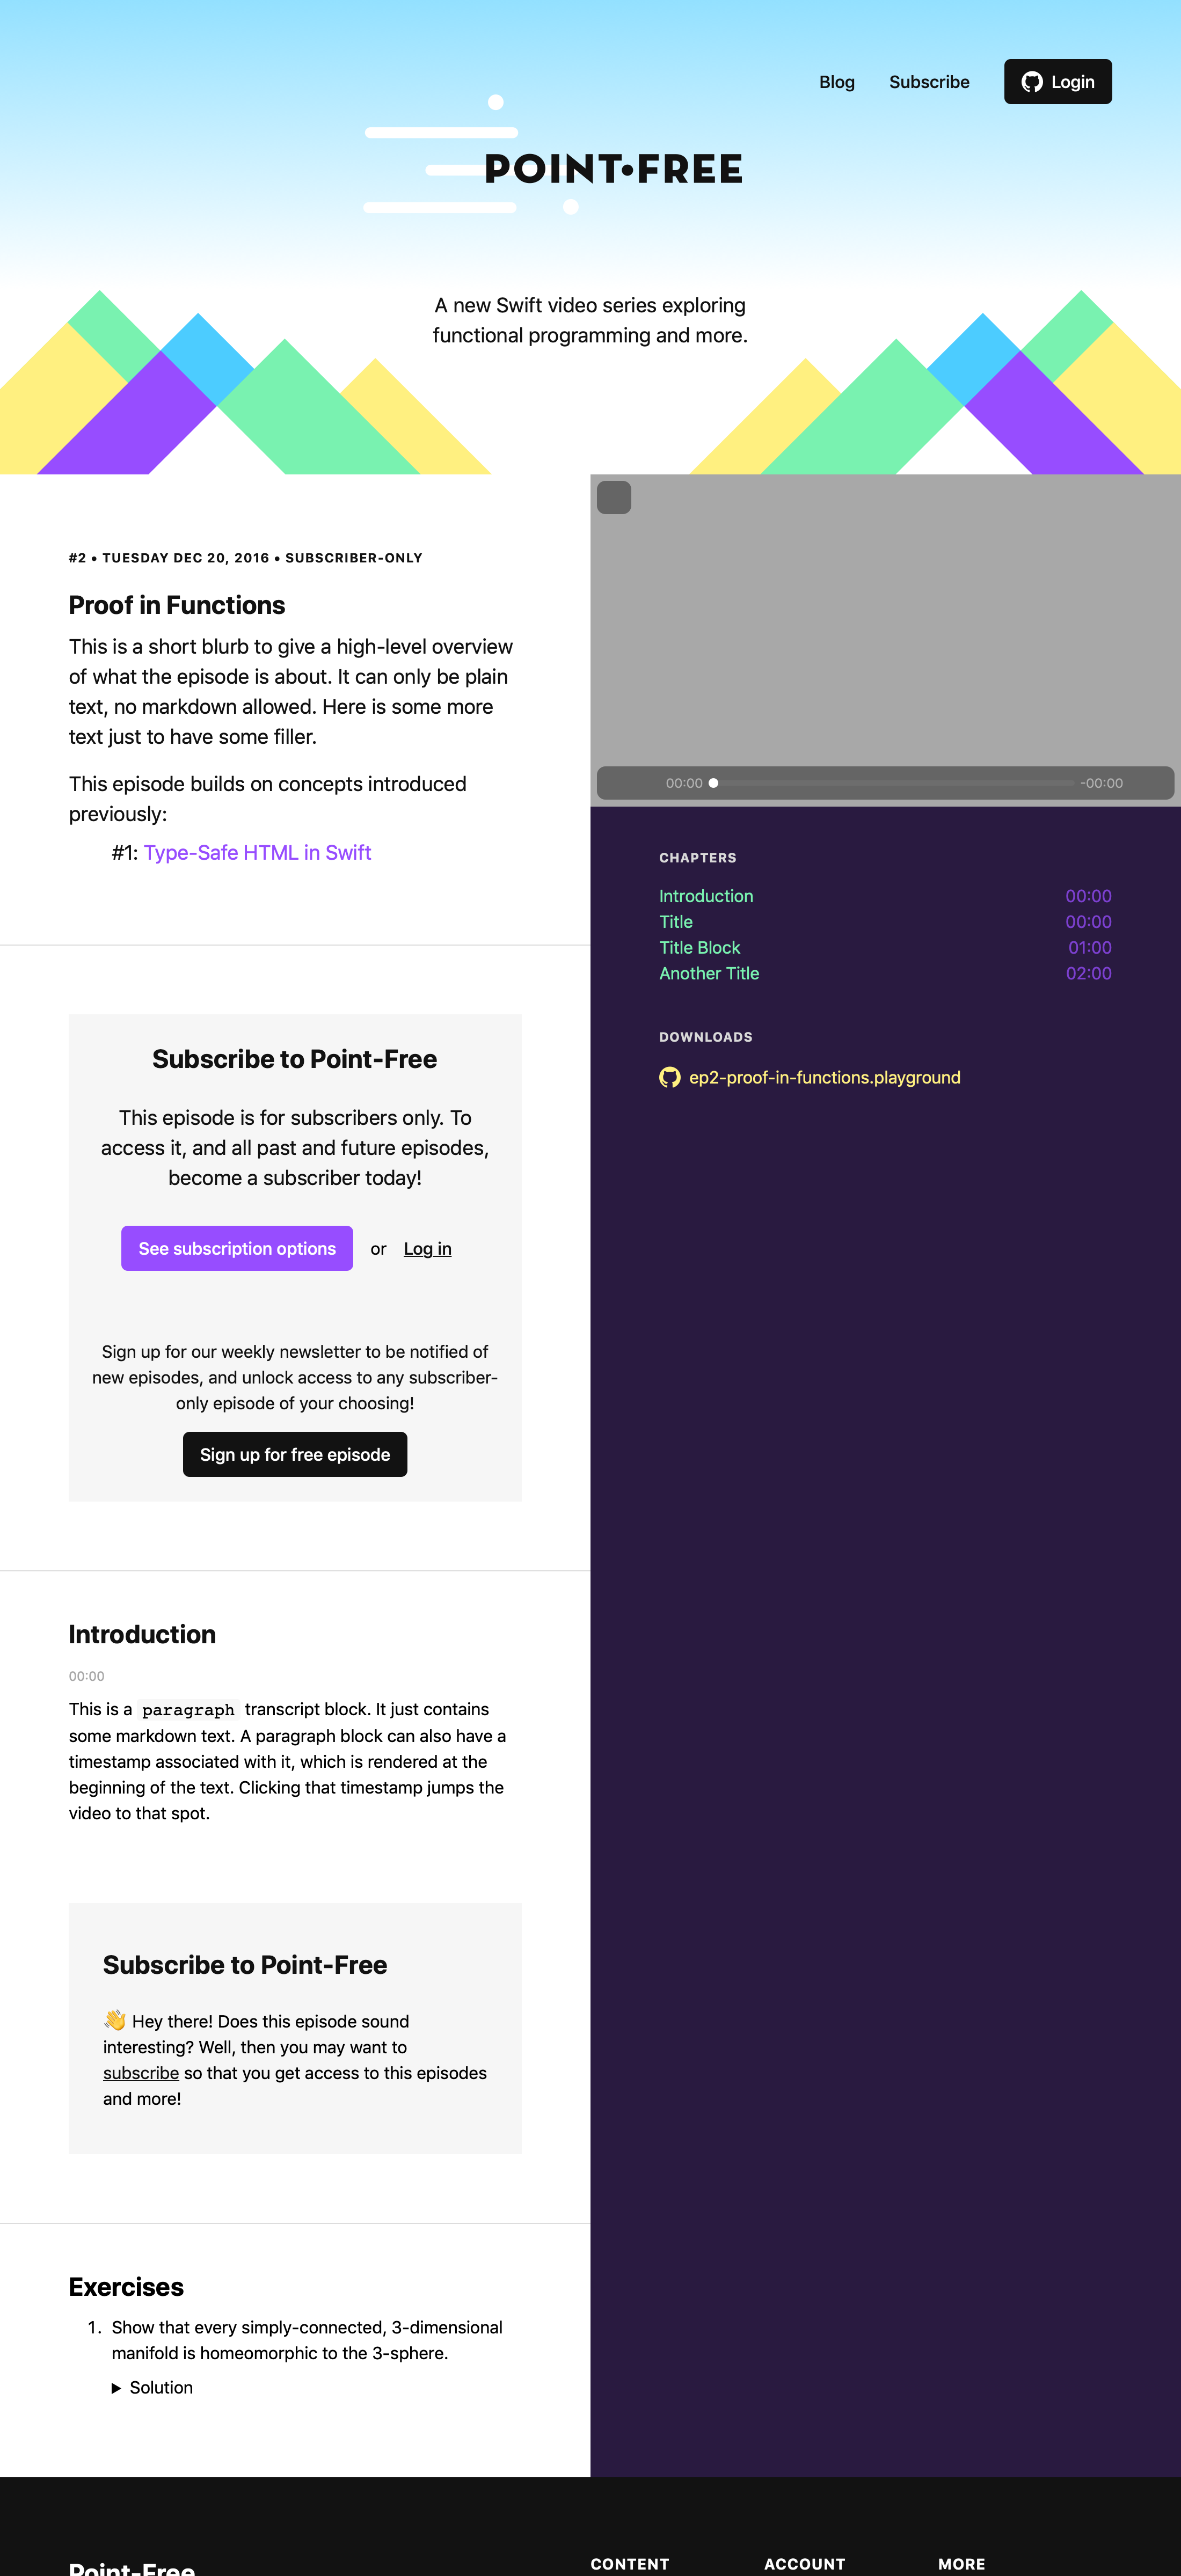 Blog
Subscribe
Login
POINT•FREE
A new Swift video series exploring
functional programming and more.
#2 • TUESDAY DEC 20, 2016 • SUBSCRIBER-ONLY
Proof in Functions
This is a short blurb to give a high-level overview
of what the episode is about. It can only be plain
text, no markdown allowed. Here is some more
text just to have some filler.
This episode builds on concepts introduced
previously:
#1: Type-Safe HTML in Swift
00:00
-00:00
CHAPTERS
Introduction 00:00
Title 00:00
Title Block 01:00
Another Title 02:00
DOWNLOADS
ep2-proof-in-functions.playground
Subscribe to Point-Free
This episode is for subscribers only. To
access it, and all past and future episodes,
become a subscriber today!
See subscription options or Log in
Sign up for our weekly newsletter to be notified of
new episodes, and unlock access to any subscriber-
only episode of your choosing!
Sign up for free episode
Introduction
00:00
This is a paragraph transcript block. It just contains
some markdown text. A paragraph block can also have a
timestamp associated with it, which is rendered at the
beginning of the text. Clicking that timestamp jumps the
video to that spot.
Subscribe to Point-Free
👋 Hey there! Does this episode sound
interesting? Well, then you may want to
subscribe so that you get access to this episodes
and more!
Exercises
1. Show that every simply-connected, 3-dimensional
manifold is homeomorphic to the 3-sphere.
▶ Solution
Point-Free
CONTENT
ACCOUNT
MORE